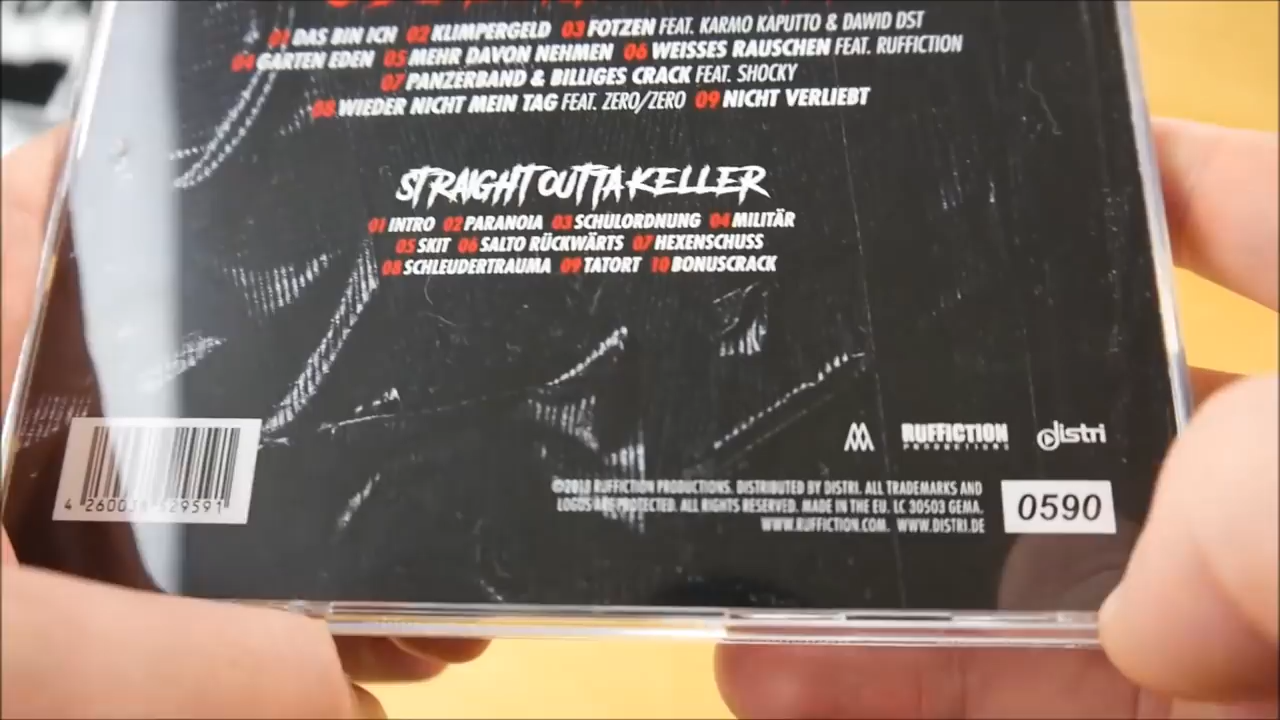 01 DAS BIN ICH 02 KLIMPERGELD 03 FOTZEN FEAT. KARMO KAPUTTO & DAWID DST
04 GARTEN EDEN 05 MEHR DAVON NEHMEN 06 WEISSES RAUSCHEN FEAT. RUFFICTION
07 PANZERBAND & BILLIGES CRACK FEAT. SHOCKY
08 WIEDER NICHT MEIN TAG FEAT. ZERO/ZERO 09 NICHT VERLIEBT
STRAIGHT OUTTA KELLER
01 INTRO 02 PARANOIA 03 SCHULORDNUNG 04 MILITÄR
05 SKIT 06 SALTO RÜCKWÄRTS 07 HEXENSCHUSS
08 SCHLEUDERTRAUMA 09 TATORT 10 BONUSCRACK
RUFFICTION
PRODUCTIONS
distri
©2018 RUFFICTION PRODUCTIONS. DISTRIBUTED BY DISTRI. ALL TRADEMARKS AND
LOGOS ARE PROTECTED. ALL RIGHTS RESERVED. MADE IN THE EU. LC 30503 GEMA.
WWW.RUFFICTION.COM. WWW.DISTRI.DE
0590